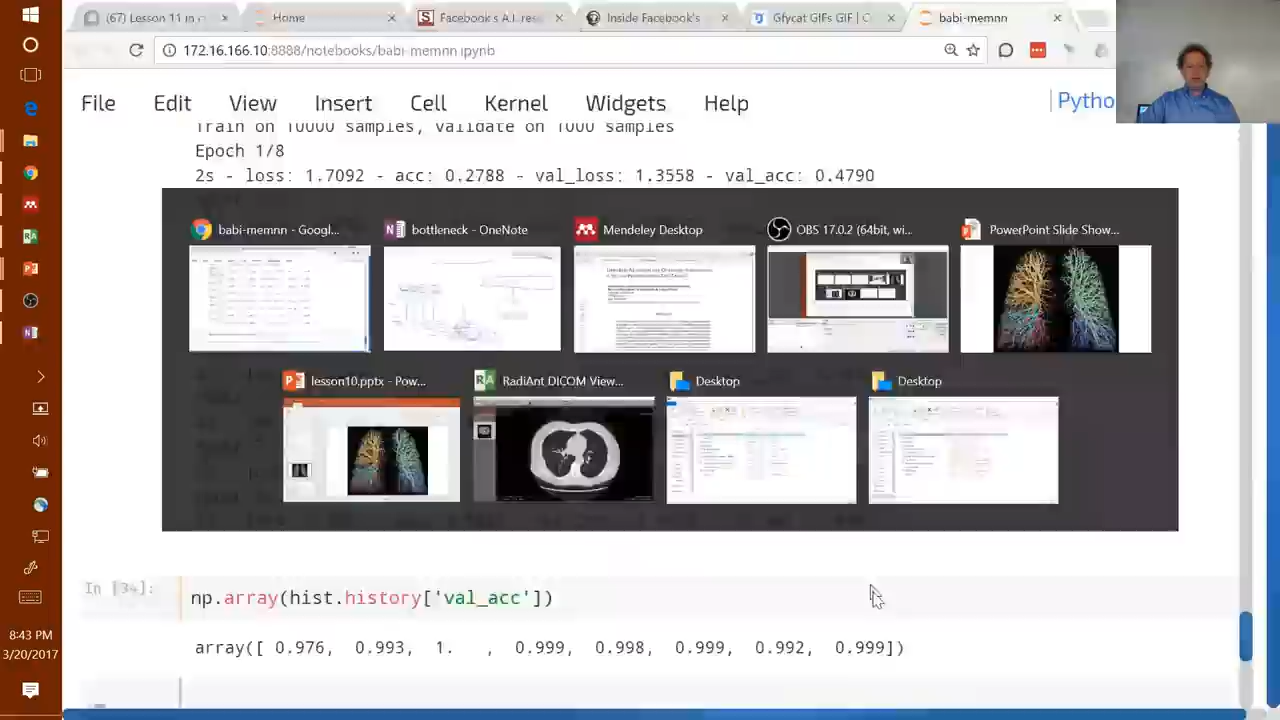 (67) Lesson 11 in
Home
Facebook's A.I. rese
Inside Facebook's
Gfycat GIFs GIF | C
babi-memnn
172.16.166.10:8888/notebooks/babi-memnn.ipynb
File Edit View Insert Cell Kernel Widgets Help
Pytho
Train on 10000 samples, validate on 1000 samples
Epoch 1/8
2s - loss: 1.7092 - acc: 0.2788 - val_loss: 1.3558 - val_acc: 0.4790
babi-memnn - Googl...
bottleneck - OneNote
Mendeley Desktop
OBS 17.0.2 (64bit, wi...
PowerPoint Slide Show...
lesson10.pptx - Pow...
RadiAnt DICOM View...
Desktop
Desktop
In [34]:
np.array(hist.history['val_acc'])
array([ 0.976, 0.993, 1. , 0.999, 0.998, 0.999, 0.992, 0.999])
8:43 PM
3/20/2017